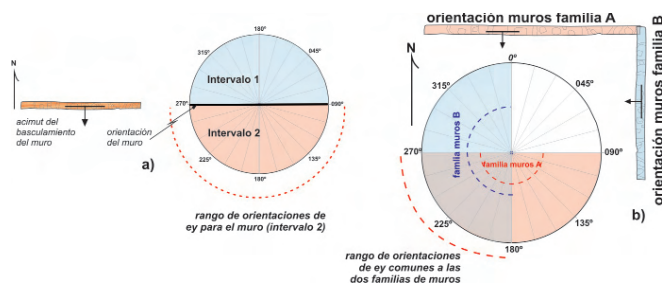 N
acimut del
basculamiento
del muro
orientación
del muro
a)
180º
315º
045º
Intervalo 1
270º
090º
Intervalo 2
225º
135º
180º
rango de orientaciones de
ey para el muro (intervalo 2)
orientación muros familia A
orientación muros familia B
N
0º
315º
045º
familia muros B
270º
090º
familia muros A
225º
135º
180º
b)
rango de orientaciones
de ey comunes a las
dos familias de muros